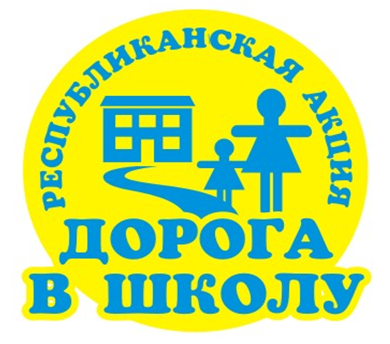 РЕСПУБЛИКАНСКАЯ АКЦИЯ
ДОРОГА
В ШКОЛУ